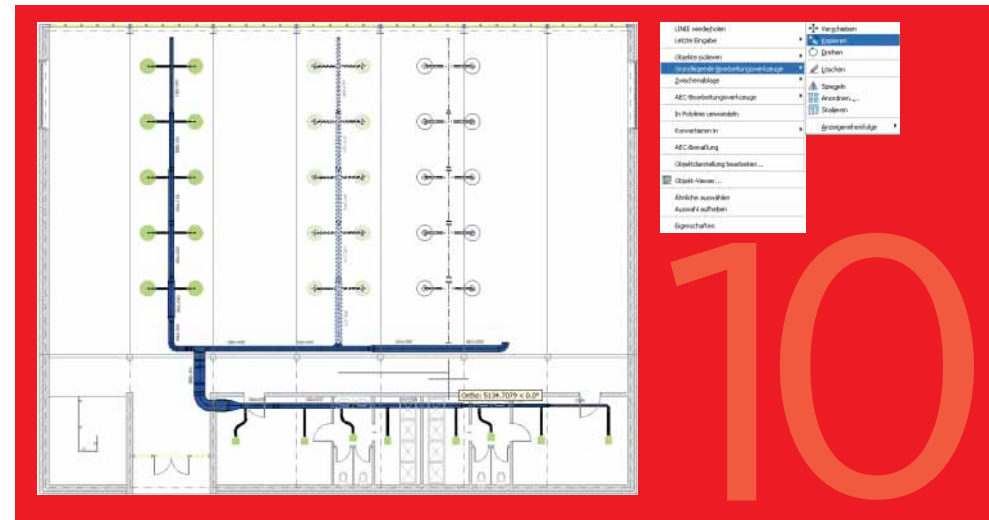 LINIE wiederholen
Letzte Eingabe
Objekte isolieren
Grundlegende Bearbeitungswerkzeuge
Zwischenablage
AEC-Bearbeitungswerkzeuge
In Polylinie umwandeln
Konvertieren in
AEC-Bemaßung
Objektdarstellung bearbeiten...
Objekt-Viewer...
Ähnliche auswählen
Auswahl aufheben
Eigenschaften
Verschieben
Kopieren
Drehen
Löschen
Spiegeln
Anordnen...
Skalieren
Anzeigereihenfolge
Ortho: 5134.7079 < 0.0°
10